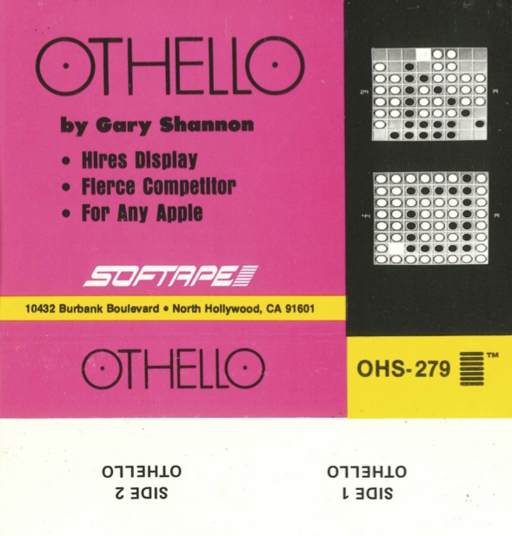 OTHELLO
by Gary Shannon
• Hires Display
• Fierce Competitor
• For Any Apple
SOFTAPE
10432 Burbank Boulevard • North Hollywood, CA 91601
OTHELLO
OHS-279 ™
SIDE 1
OTHELLO
SIDE 2
OTHELLO